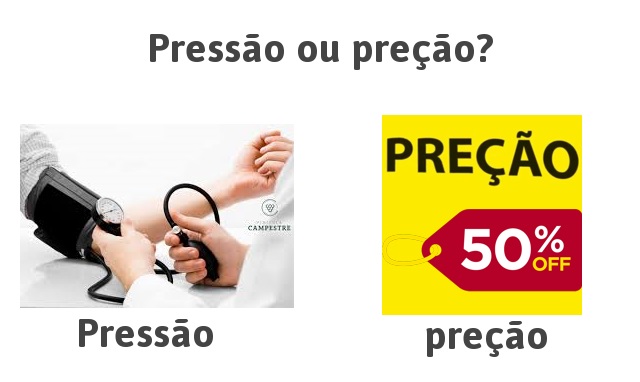 Pressão ou preção?
CAMPESTRE
PREÇÃO
50%
OFF
Pressão
preção